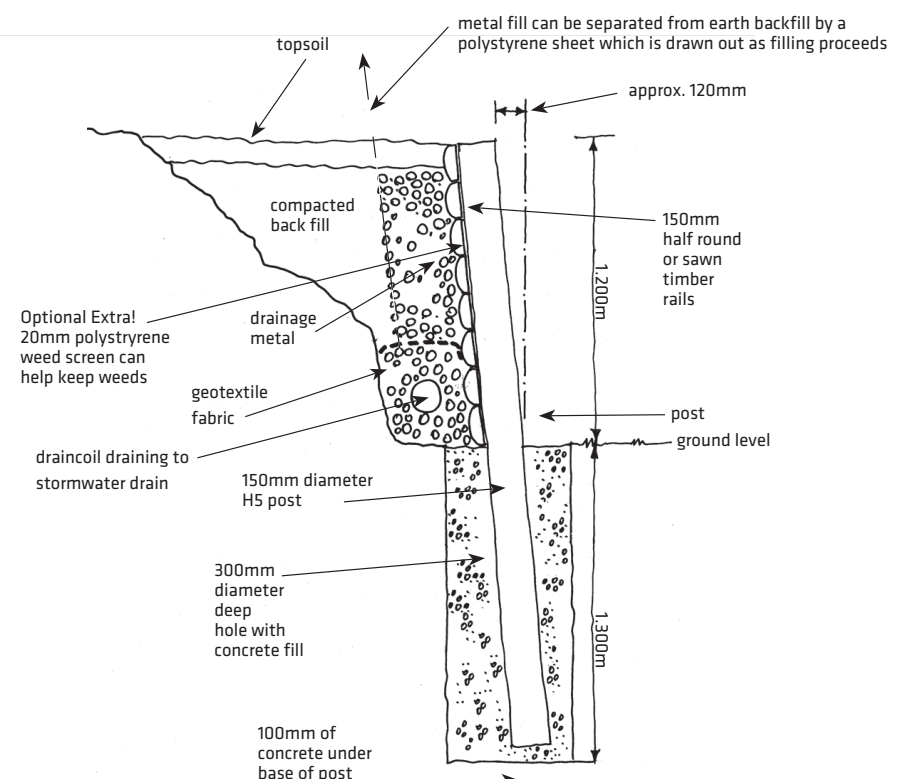 metal fill can be separated from earth backfill by a
polystyrene sheet which is drawn out as filling proceeds
topsoil
approx. 120mm
compacted
back fill
150mm
half round
or sawn
timber
rails
1.200m
Optional Extra!
20mm polystryrene
weed screen can
help keep weeds
drainage
metal
geotextile
fabric
post
ground level
draincoil draining to
stormwater drain
150mm diameter
H5 post
300mm
diameter
deep
hole with
concrete fill
1.300m
100mm of
concrete under
base of post